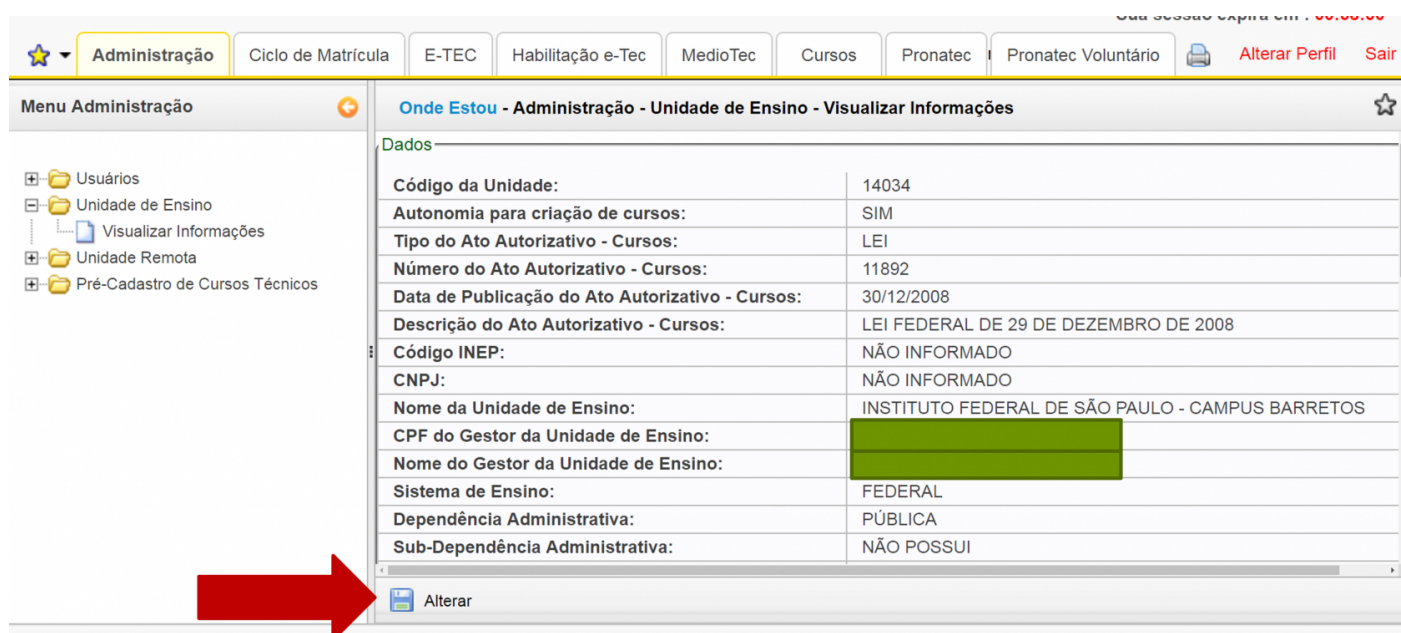 Sua sessão expira em :
Administração Ciclo de Matrícula E-TEC Habilitação e-Tec MedioTec Cursos Pronatec Pronatec Voluntário Alterar Perfil Sair
Menu Administração
Onde Estou - Administração - Unidade de Ensino - Visualizar Informações
Usuários
Unidade de Ensino
Visualizar Informações
Unidade Remota
Pré-Cadastro de Cursos Técnicos
Dados
Código da Unidade: 14034
Autonomia para criação de cursos: SIM
Tipo do Ato Autorizativo - Cursos: LEI
Número do Ato Autorizativo - Cursos: 11892
Data de Publicação do Ato Autorizativo - Cursos: 30/12/2008
Descrição do Ato Autorizativo - Cursos: LEI FEDERAL DE 29 DE DEZEMBRO DE 2008
Código INEP: NÃO INFORMADO
CNPJ: NÃO INFORMADO
Nome da Unidade de Ensino: INSTITUTO FEDERAL DE SÃO PAULO - CAMPUS BARRETOS
CPF do Gestor da Unidade de Ensino:
Nome do Gestor da Unidade de Ensino:
Sistema de Ensino: FEDERAL
Dependência Administrativa: PÚBLICA
Sub-Dependência Administrativa: NÃO POSSUI
Alterar